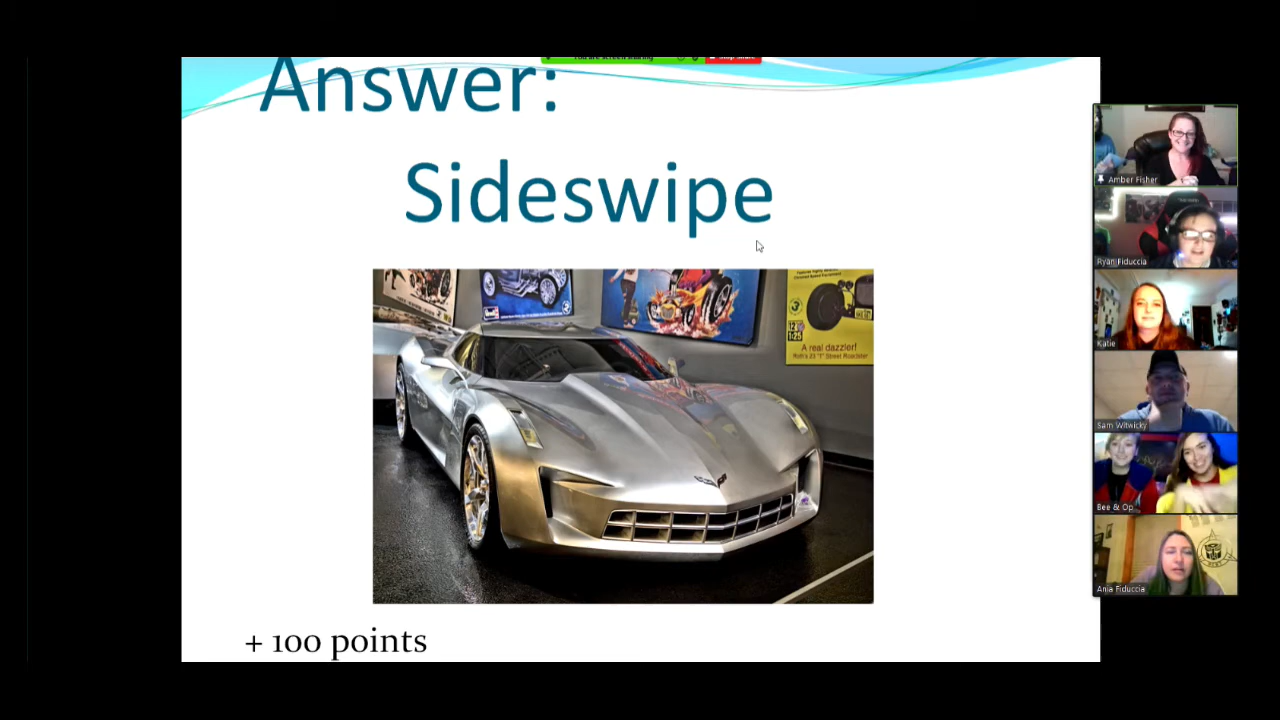 Answer:
Sideswipe
A real dazzler!
+ 100 points
Amber Fisher
Ryan Fiduccia
Katie
Sam Witwicky
Bee & Op
Ania Fiduccia